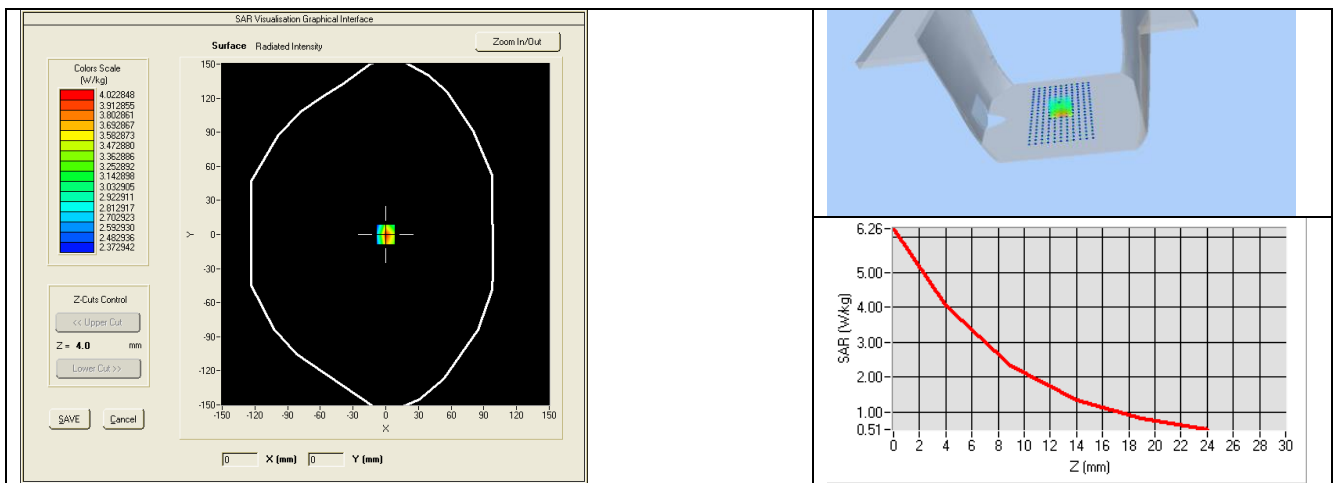 SAR Visualisation Graphical Interface
Surface Radiated Intensity
Zoom In/Out
Colors Scale
(W/kg)
4.022848
3.912855
3.802861
3.692867
3.582873
3.472880
3.362886
3.252892
3.142898
3.032905
2.922911
2.812917
2.702923
2.592930
2.482936
2.372942
Z-Cuts Control
<< Upper Cut
Z = 4.0 mm
Lower Cut >>
SAVE Cancel
150
120
90
60
30
Y 0
-30
-60
-90
-120
-150
-150 -120 -90 -60 -30 0 30 60 90 120 150
X
0 X (mm) 0 Y (mm)
6.26
5.00
4.00
3.00
2.00
1.00
0.51
SAR (W/kg)
0 2 4 6 8 10 12 14 16 18 20 22 24 26 28 30
Z (mm)